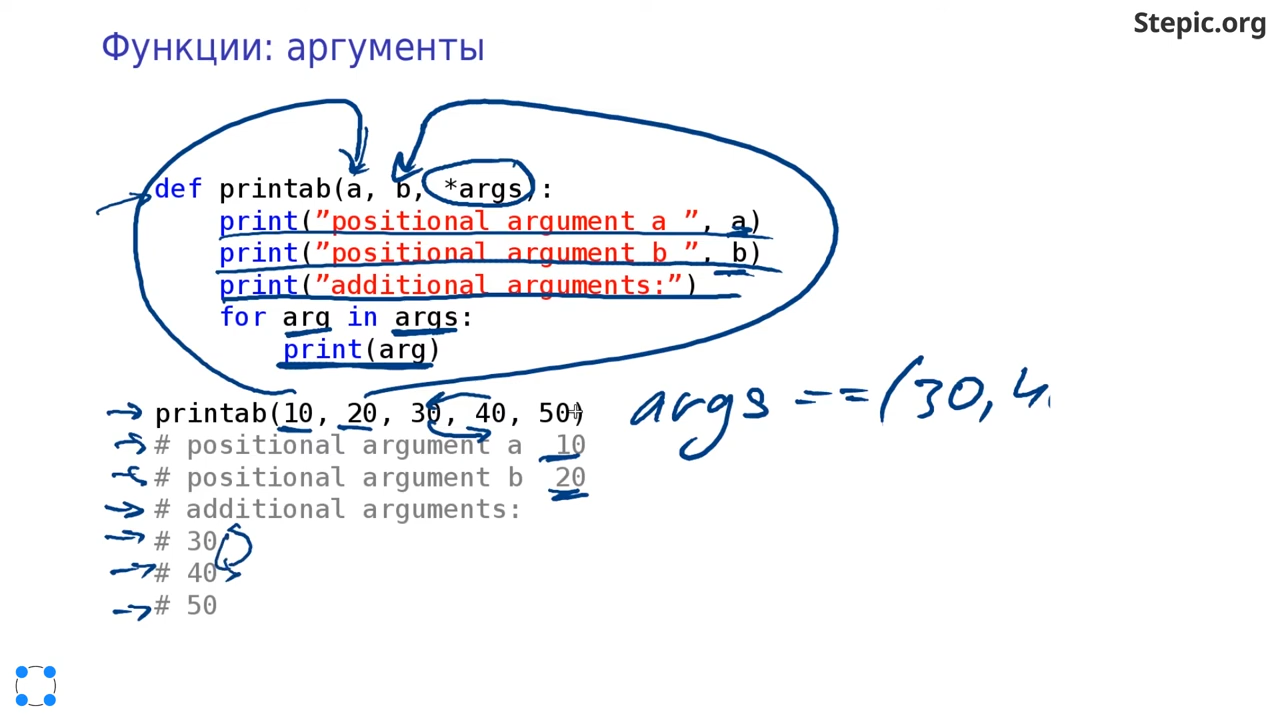 Stepic.org
Функции: аргументы
def printab(a, b, *args):
print(”positional argument a ”, a)
print(”positional argument b ”, b)
print(”additional arguments:”)
for arg in args:
print(arg)
printab(10, 20, 30, 40, 50)
args == (30, 4
# positional argument a 10
# positional argument b 20
# additional arguments:
# 30
# 40
# 50